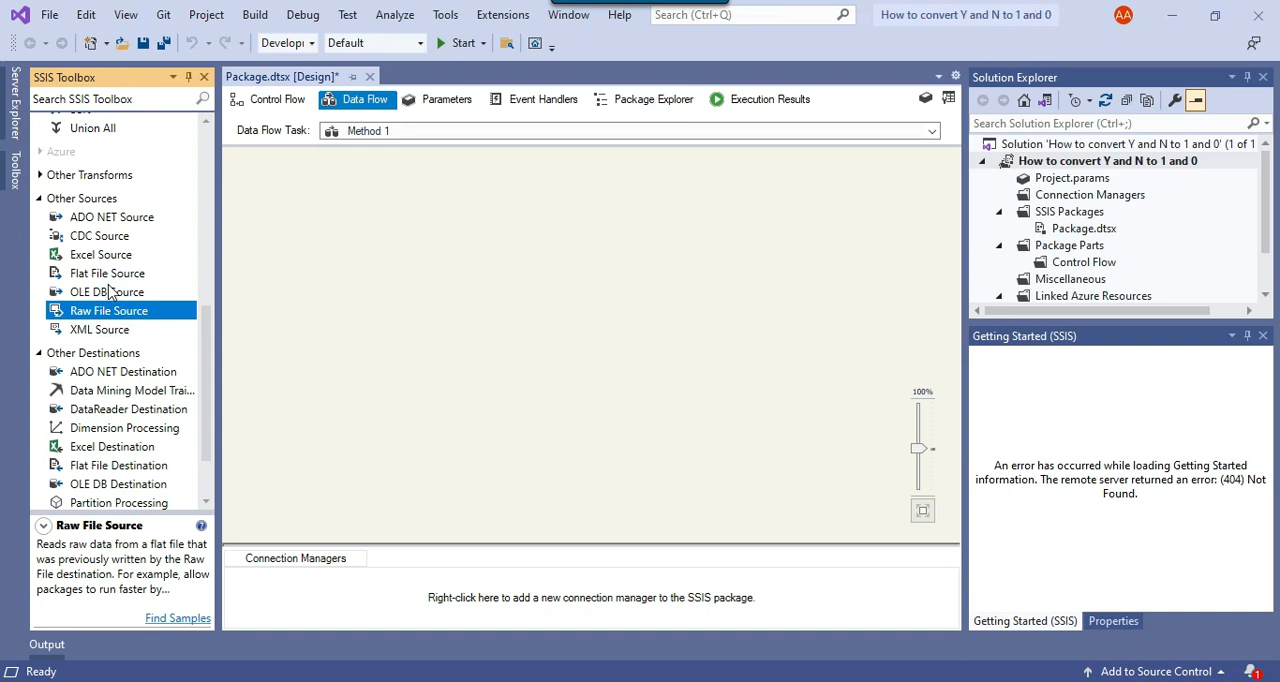 File Edit View Git Project Build Debug Test Analyze Tools Extensions Window Help Search (Ctrl+Q) How to convert Y and N to 1 and 0 AA
Developi Default Start
Server Explorer
Toolbox
SSIS Toolbox
Search SSIS Toolbox
Union All
Azure
Other Transforms
Other Sources
ADO NET Source
CDC Source
Excel Source
Flat File Source
OLE DB Source
Raw File Source
XML Source
Other Destinations
ADO NET Destination
Data Mining Model Trai...
DataReader Destination
Dimension Processing
Excel Destination
Flat File Destination
OLE DB Destination
Partition Processing
Raw File Source
Reads raw data from a flat file that
was previously written by the Raw
File destination. For example, allow
packages to run faster by...
Find Samples
Package.dtsx [Design]*
Control Flow Data Flow Parameters Event Handlers Package Explorer Execution Results
Data Flow Task: Method 1
100%
Connection Managers
Right-click here to add a new connection manager to the SSIS package.
Solution Explorer
Search Solution Explorer (Ctrl+;)
Solution 'How to convert Y and N to 1 and 0' (1 of 1
How to convert Y and N to 1 and 0
Project.params
Connection Managers
SSIS Packages
Package.dtsx
Package Parts
Control Flow
Miscellaneous
Linked Azure Resources
Getting Started (SSIS)
An error has occurred while loading Getting Started
information. The remote server returned an error: (404) Not
Found.
Getting Started (SSIS) Properties
Output
Ready Add to Source Control 1